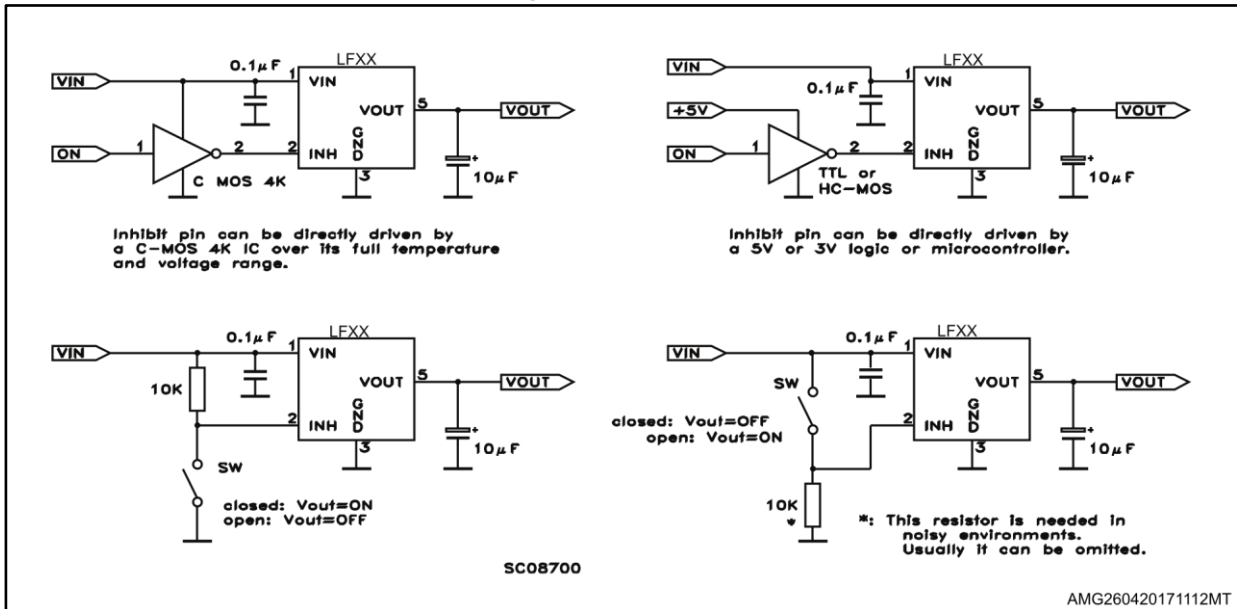 LFXX
0.1μF
VIN
1
VIN
VOUT
5
VOUT
GND
ON
1
2
2
INH
3
C MOS 4K
+
10μF
Inhibit pin can be directly driven by
a C-MOS 4K IC over its full temperature
and voltage range.
LFXX
VIN
0.1μF
1
VIN
+5V
VOUT
5
VOUT
GND
ON
1
2
2
INH
3
TTL or
HC-MOS
+
10μF
Inhibit pin can be directly driven by
a 5V or 3V logic or microcontroller.
LFXX
0.1μF
VIN
1
VIN
10K
VOUT
5
VOUT
GND
2
INH
3
+
10μF
SW
closed: Vout=ON
open: Vout=OFF
LFXX
0.1μF
VIN
1
VIN
SW
VOUT
5
VOUT
GND
closed: Vout=OFF
open: Vout=ON
2
INH
3
+
10μF
10K
*
*: This resistor is needed in
noisy environments.
Usually it can be omitted.
SC08700
AMG260420171112MT